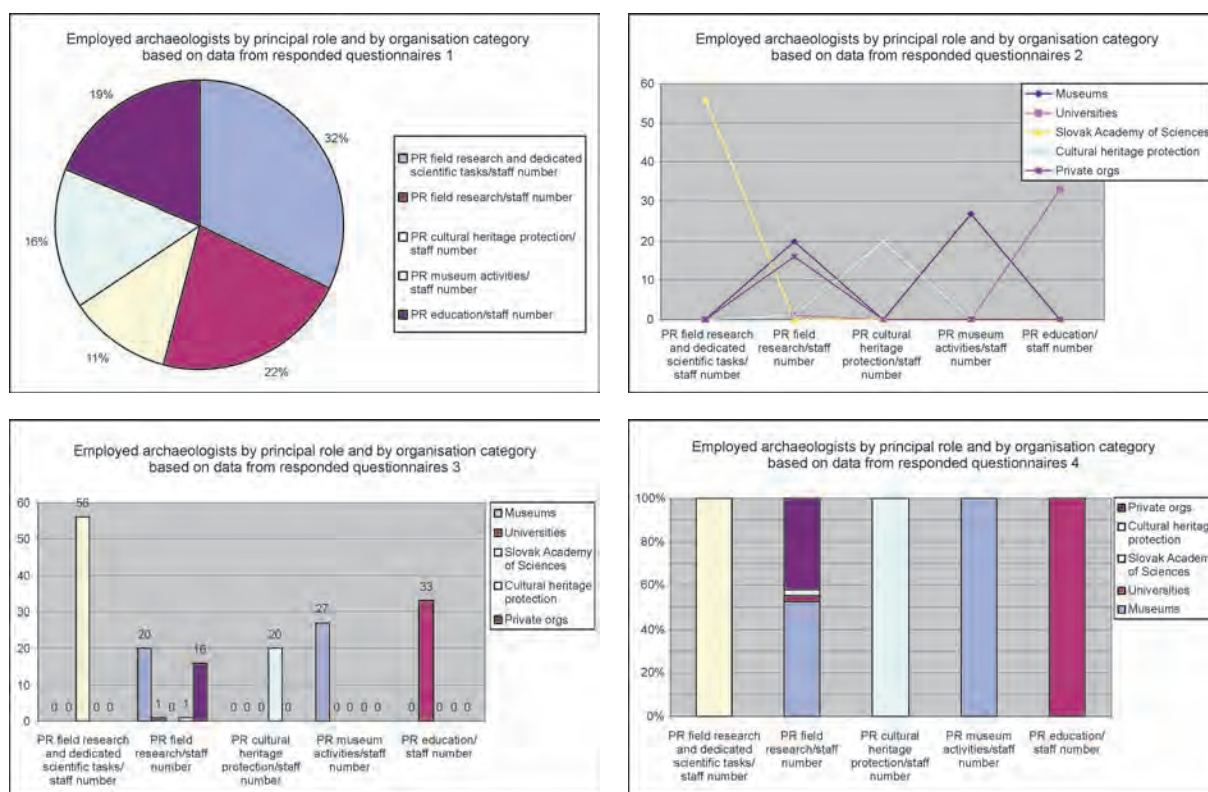 Employed archaeologists by principal role and by organisation category
based on data from responded questionnaires 1
19%
32%
16%
11%
22%
PR field research and dedicated
scientific tasks/staff number
PR field research/staff number
PR cultural heritage protection/
staff number
PR museum activities/
staff number
PR education/staff number
Employed archaeologists by principal role and by organisation category
based on data from responded questionnaires 2
60
50
40
30
20
10
0
Museums
Universities
Slovak Academy of Sciences
Cultural heritage protection
Private orgs
PR field research
and dedicated
scientific tasks/
staff number
PR field
research/staff
number
PR cultural
heritage
protection/staff
number
PR museum
activities/staff
number
PR education/
staff number
Employed archaeologists by principal role and by organisation category
based on data from responded questionnaires 3
60
50
40
30
20
10
0
0 0 56 0 0
20 1 0 1 16
0 0 0 20 0
27 0 0 0 0
0 33 0 0 0
Museums
Universities
Slovak Academy
of Sciences
Cultural heritage
protection
Private orgs
PR field research
and dedicated
scientific tasks/
staff number
PR field
research/staff
number
PR cultural
heritage
protection/staff
number
PR museum
activities/staff
number
PR education/
staff number
Employed archaeologists by principal role and by organisation category
based on data from responded questionnaires 4
100%
80%
60%
40%
20%
0%
Private orgs
Cultural heritage
protection
Slovak Academy
of Sciences
Universities
Museums
PR field research
and dedicated
scientific tasks/
staff number
PR field
research/staff
number
PR cultural
heritage
protection/staff
number
PR museum
activities/staff
number
PR education/
staff number